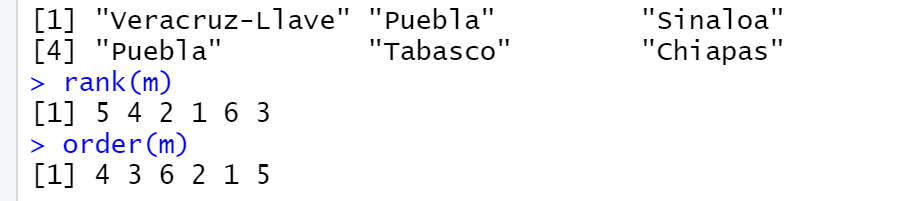 [1] "Veracruz-Llave" "Puebla" "Sinaloa"
[4] "Puebla" "Tabasco" "Chiapas"
> rank(m)
[1] 5 4 2 1 6 3
> order(m)
[1] 4 3 6 2 1 5